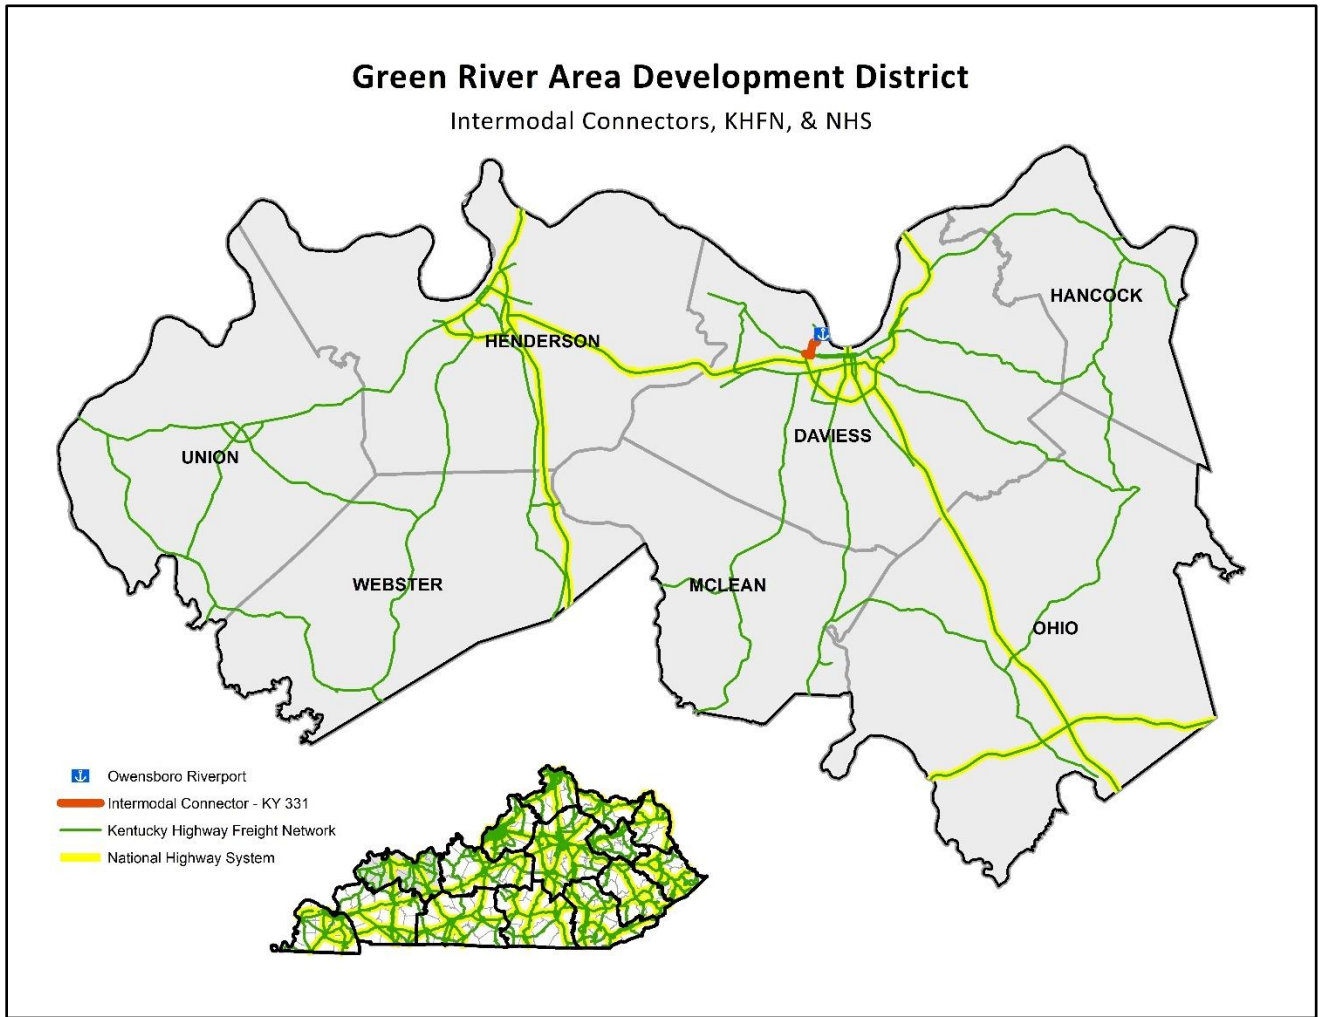 Green River Area Development District
Intermodal Connectors, KHFN, & NHS
HANCOCK
HENDERSON
DAVIESS
UNION
WEBSTER
MCLEAN
OHIO
Owensboro Riverport
Intermodal Connector - KY 331
Kentucky Highway Freight Network
National Highway System